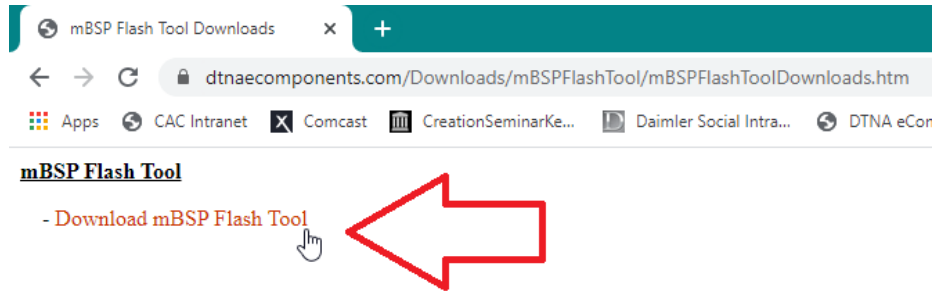 mBSP Flash Tool Downloads
dtnaecomponents.com/Downloads/mBSPFlashTool/mBSPFlashToolDownloads.htm
Apps CAC Intranet Comcast CreationSeminarKe... Daimler Social Intra... DTNA eCon
mBSP Flash Tool
- Download mBSP Flash Tool